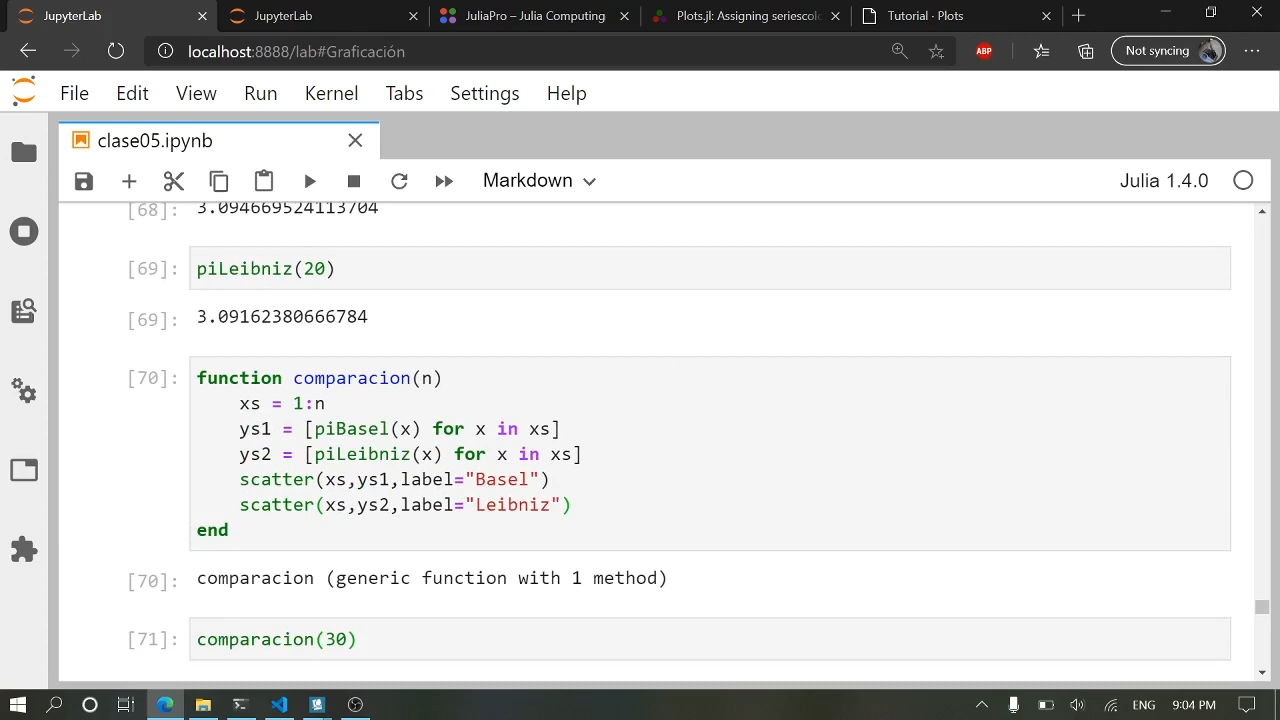 JupyterLab
JupyterLab
JuliaPro – Julia Computing
Plots.jl: Assigning seriescolo
Tutorial · Plots
localhost:8888/lab#Graficación
ABP
Not syncing
File Edit View Run Kernel Tabs Settings Help
clase05.ipynb
Markdown
Julia 1.4.0
[68]: 3.094669524113704
[69]: piLeibniz(20)
[69]: 3.09162380666784
[70]: function comparacion(n)
xs = 1:n
ys1 = [piBasel(x) for x in xs]
ys2 = [piLeibniz(x) for x in xs]
scatter(xs,ys1,label="Basel")
scatter(xs,ys2,label="Leibniz")
end
[70]: comparacion (generic function with 1 method)
[71]: comparacion(30)
ENG
9:04 PM